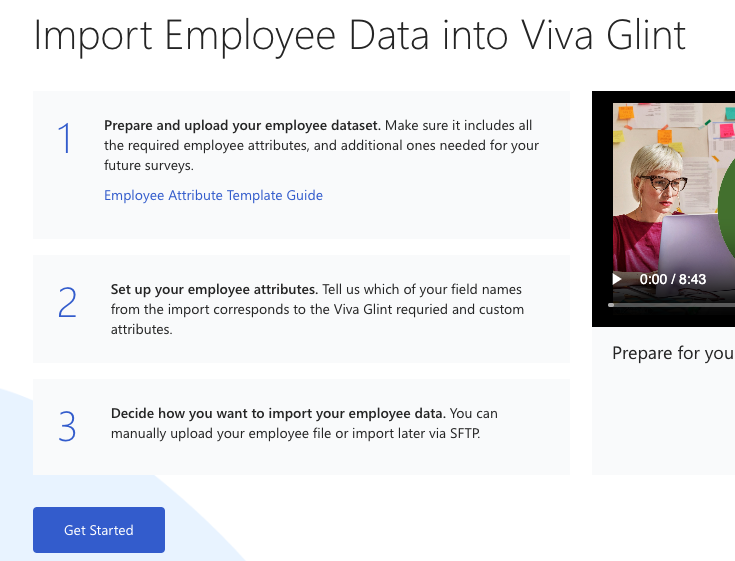 Import Employee Data into Viva Glint
1
Prepare and upload your employee dataset. Make sure it includes all
the required employee attributes, and additional ones needed for your
future surveys.
Employee Attribute Template Guide
2
Set up your employee attributes. Tell us which of your field names
from the import corresponds to the Viva Glint requried and custom
attributes.
3
Decide how you want to import your employee data. You can
manually upload your employee file or import later via SFTP.
Get Started
0:00 / 8:43
Prepare for you